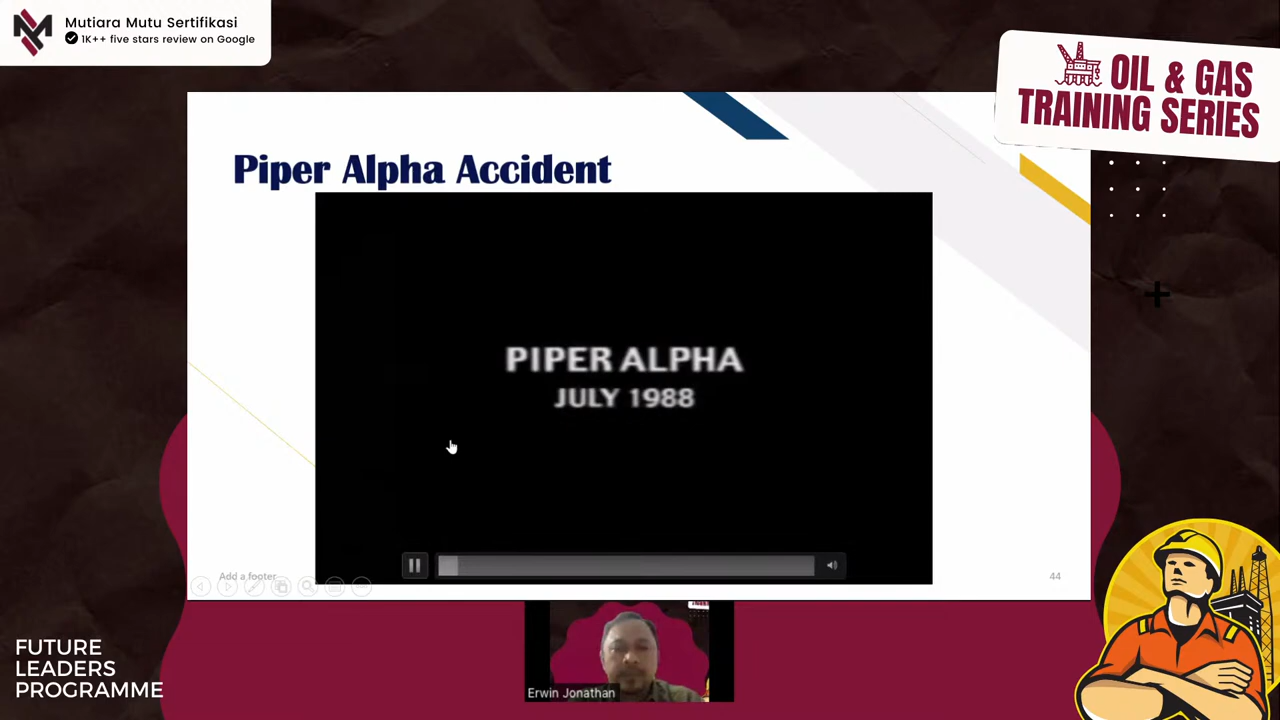 Mutiara Mutu Sertifikasi
1K++ five stars review on Google
OIL & GAS
TRAINING SERIES
Piper Alpha Accident
PIPER ALPHA
JULY 1988
Add a footer
44
Erwin Jonathan
FUTURE
LEADERS
PROGRAMME